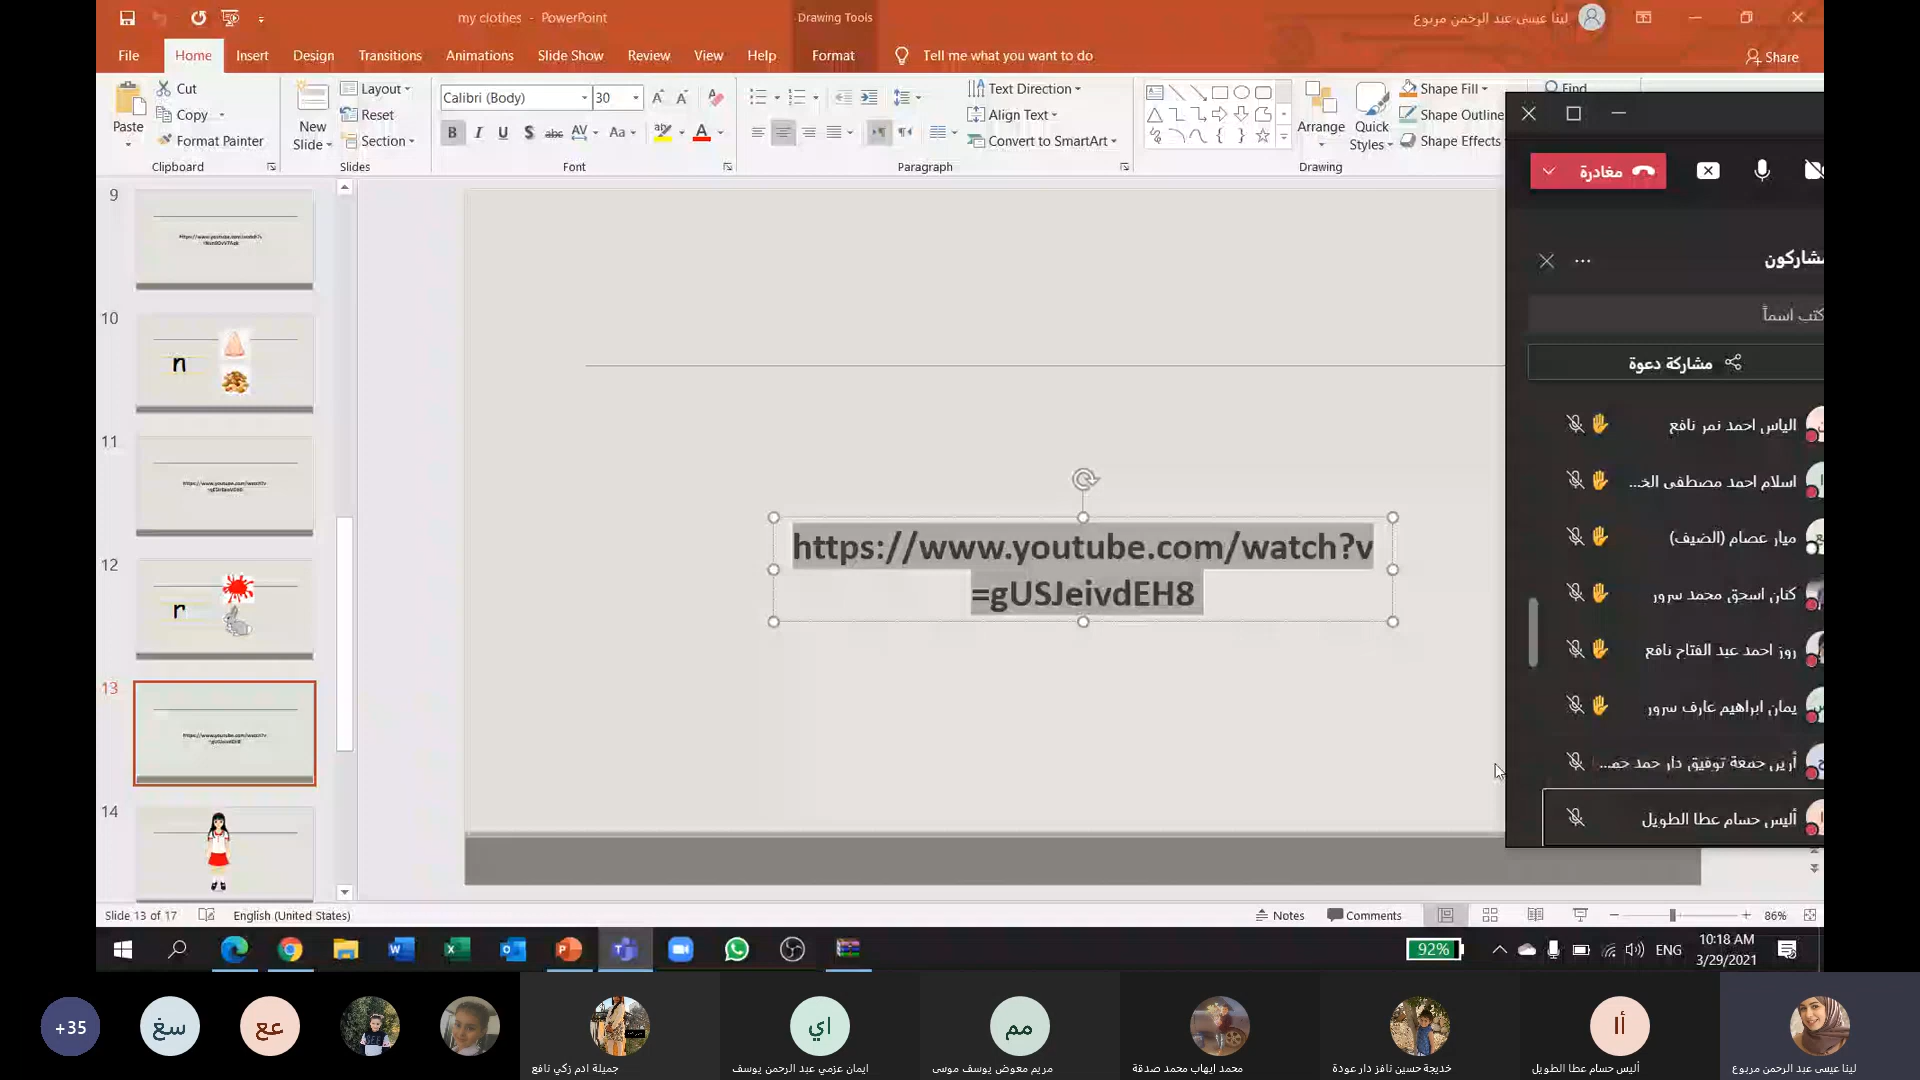 my clothes - PowerPoint
Drawing Tools
لينا عيسى عبد الرحمن مربوع
File Home Insert Design Transitions Animations Slide Show Review View Help Format Tell me what you want to do Share
Paste
Cut
Copy
Format Painter
Clipboard
New Slide
Layout
Reset
Section
Slides
Calibri (Body) 30
Font
Text Direction
Align Text
Convert to SmartArt
Paragraph
Arrange
Quick Styles
Shape Fill
Shape Outline
Shape Effects
Drawing
Find
9
10
n
11
12
r
13
14
https://www.youtube.com/watch?v
=gUSJeivdEH8
مغادرة
مشاركون
كتب اسماً
مشاركة دعوة
الياس احمد نمر نافع
اسلام احمد مصطفى الخ...
ميار عصام (الضيف)
كنان اسحق محمد سرور
روز احمد عبد الفتاح نافع
يمان ابراهيم عارف سرور
أرين جمعة توفيق دار حمد حم...
أليس حسام عطا الطويل
Slide 13 of 17 English (United States) Notes Comments 86%
92% ENG 10:18 AM
3/29/2021
+35
سغ
عع
جميلة ادم زكي نافع
اي
ايمان عزمي عبد الرحمن يوسف
مم
مريم معوض يوسف موسى
محمد ايهاب محمد صدقة
خديجة حسين نافز دار عودة
أا
أليس حسام عطا الطويل
لينا عيسى عبد الرحمن مربوع